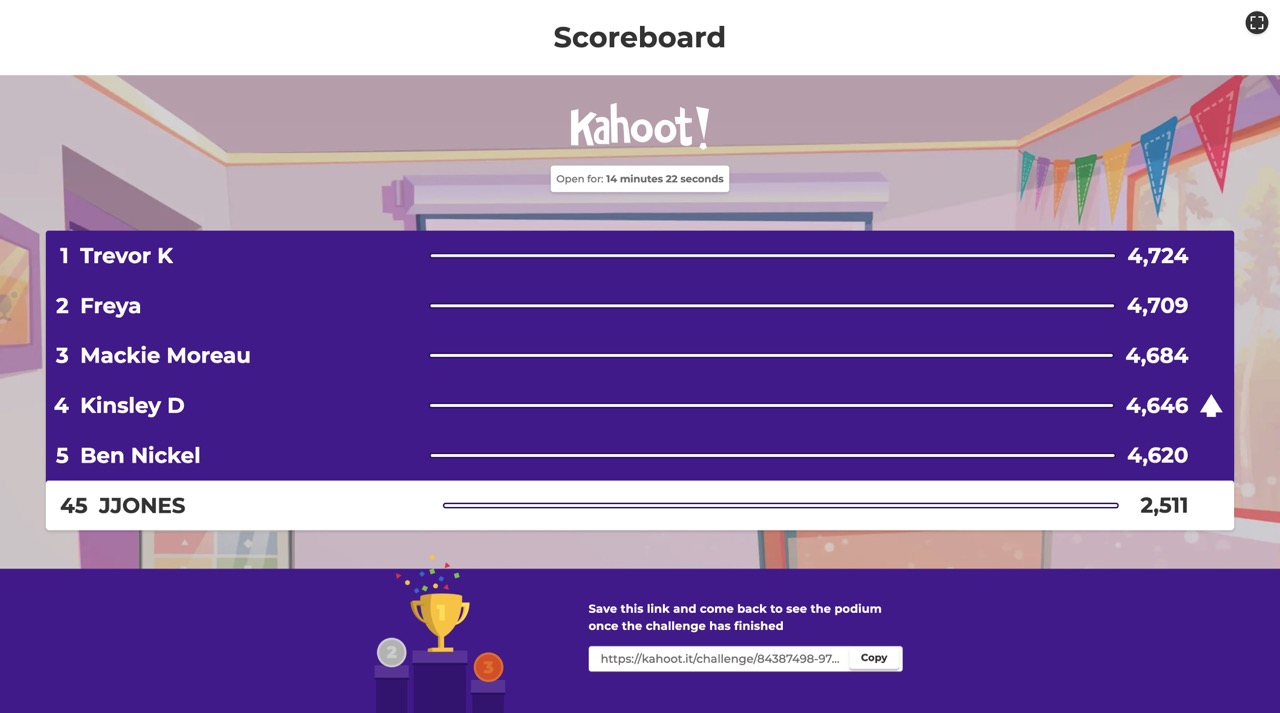 Scoreboard
Kahoot!
Open for: 14 minutes 22 seconds
1 Trevor K 4,724
2 Freya 4,709
3 Mackie Moreau 4,684
4 Kinsley D 4,646
5 Ben Nickel 4,620
45 JJONES 2,511
1
2
3
Save this link and come back to see the podium
once the challenge has finished
https://kahoot.it/challenge/84387498-97... Copy